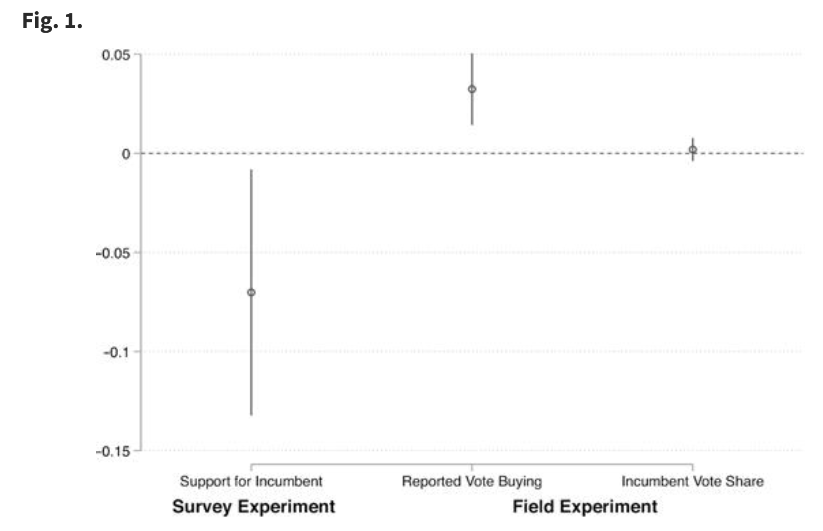 Fig. 1.
0.05
0
−0.05
−0.1
−0.15
Support for Incumbent Reported Vote Buying Incumbent Vote Share
Survey Experiment Field Experiment